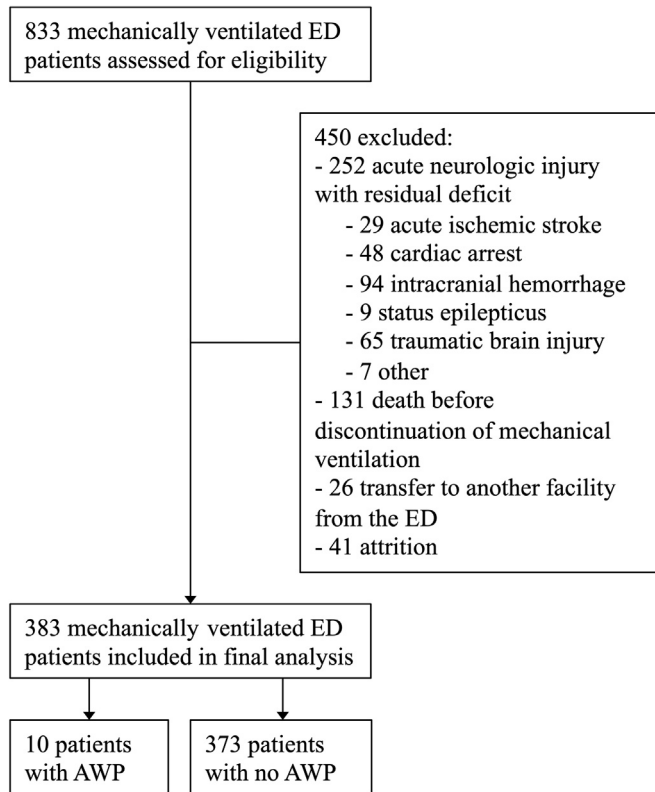 833 mechanically ventilated ED
patients assessed for eligibility
450 excluded:
- 252 acute neurologic injury
with residual deficit
- 29 acute ischemic stroke
- 48 cardiac arrest
- 94 intracranial hemorrhage
- 9 status epilepticus
- 65 traumatic brain injury
- 7 other
- 131 death before
discontinuation of mechanical
ventilation
- 26 transfer to another facility
from the ED
- 41 attrition
383 mechanically ventilated ED
patients included in final analysis
10 patients
with AWP
373 patients
with no AWP